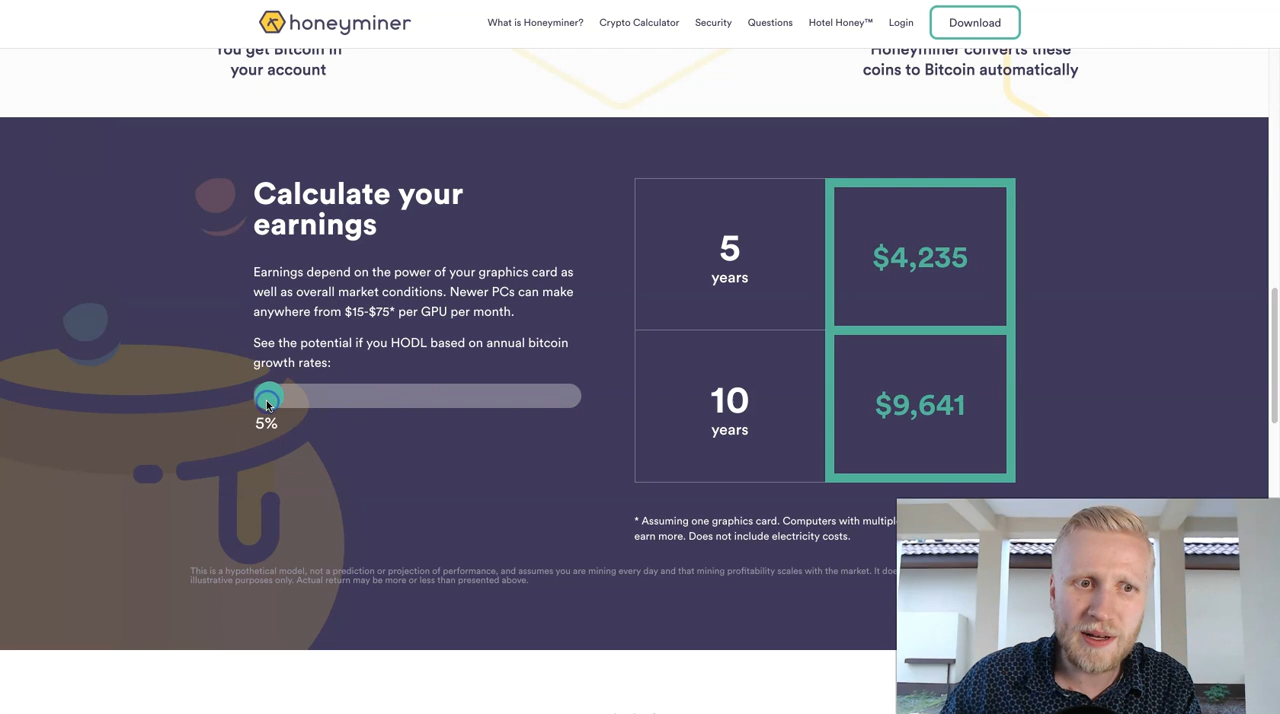 honeyminer
What is Honeyminer? Crypto Calculator Security Questions Hotel Honey™ Login Download
You get Bitcoin in
your account
Honeyminer converts these
coins to Bitcoin automatically
Calculate your
earnings
Earnings depend on the power of your graphics card as
well as overall market conditions. Newer PCs can make
anywhere from $15-$75* per GPU per month.
See the potential if you HODL based on annual bitcoin
growth rates:
5%
5
years
$4,235
10
years
$9,641
* Assuming one graphics card. Computers with multiple
earn more. Does not include electricity costs.
This is a hypothetical model, not a prediction or projection of performance, and assumes you are mining every day and that mining profitability scales with the market. It
illustrative purposes only. Actual return may be more or less than presented above.